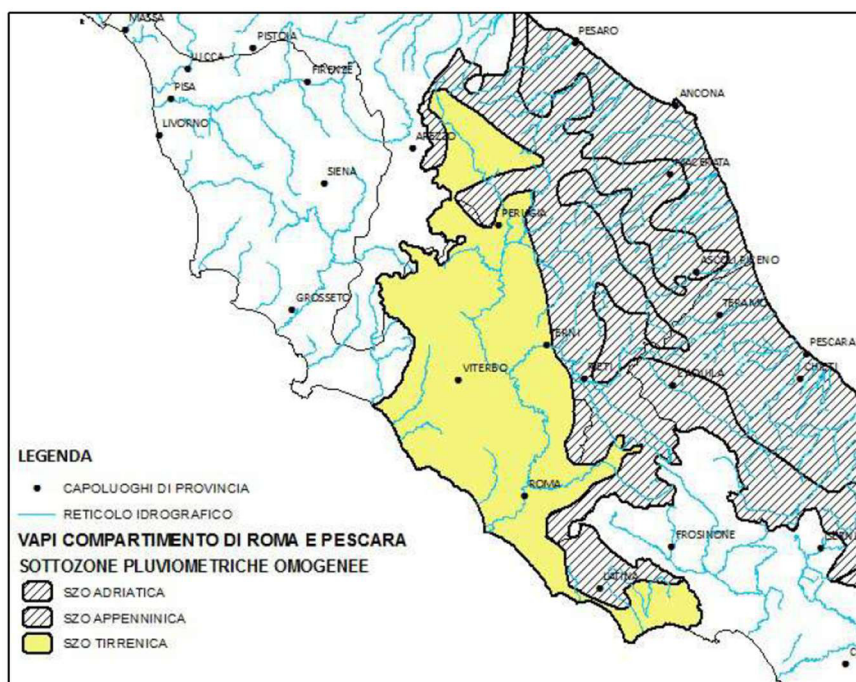 MASSA
PISTOIA
LUCCA
FIRENZE
PISA
LIVORNO
AREZZO
SIENA
GROSSETO
PESARO
ANCONA
MACERATA
PERUGIA
ASCOLI PICENO
TERAMO
TERNI
PESCARA
VITERBO
RIETI
L'AQUILA
CHIETI
ROMA
FROSINONE
LATINA
LEGENDA
CAPOLUOGHI DI PROVINCIA
RETICOLO IDROGRAFICO
VAPI COMPARTIMENTO DI ROMA E PESCARA
SOTTOZONE PLUVIOMETRICHE OMOGENEE
SZO ADRIATICA
SZO APPENNINICA
SZO TIRRENICA